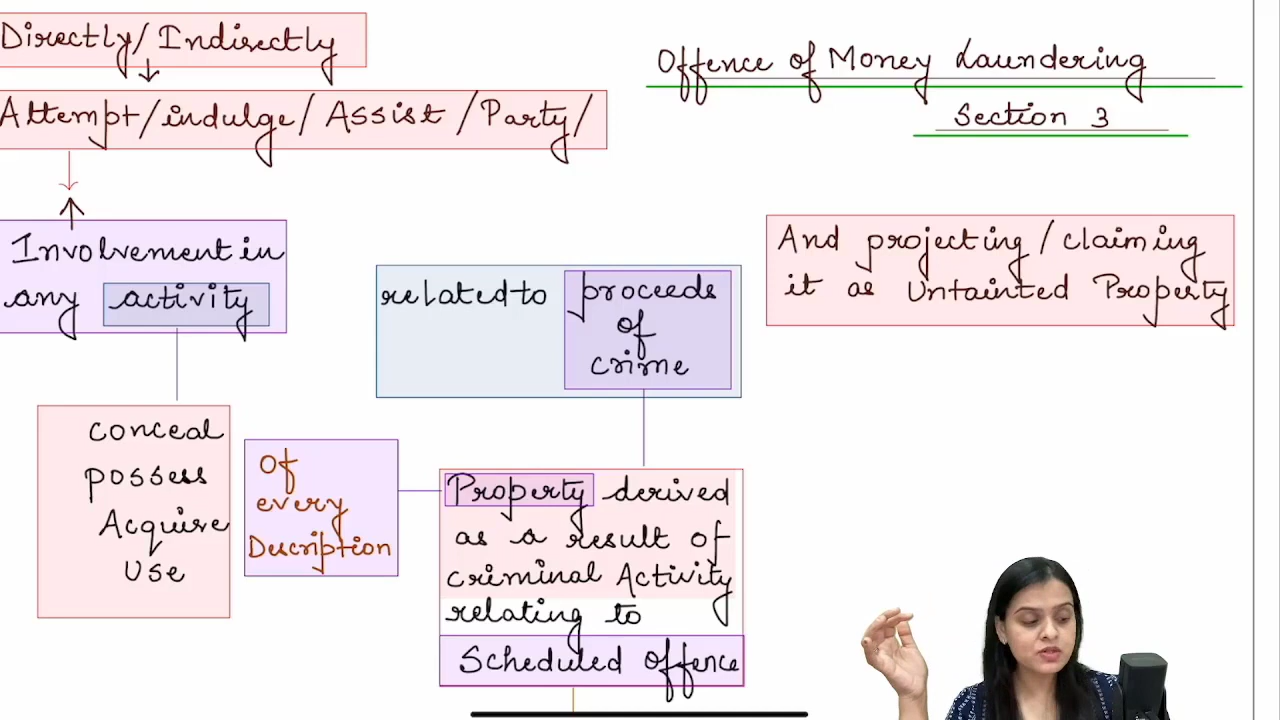 Directly/Indirectly
Attempt/indulge/Assist/Party/
Offence of Money Laundering
Section 3
Involvement in
any activity
related to proceeds
of
crime
And projecting/claiming
it as Untainted Property
conceal
possess
Acquire
Use
Of
every
Description
Property derived
as a result of
criminal Activity
relating to
Scheduled offence